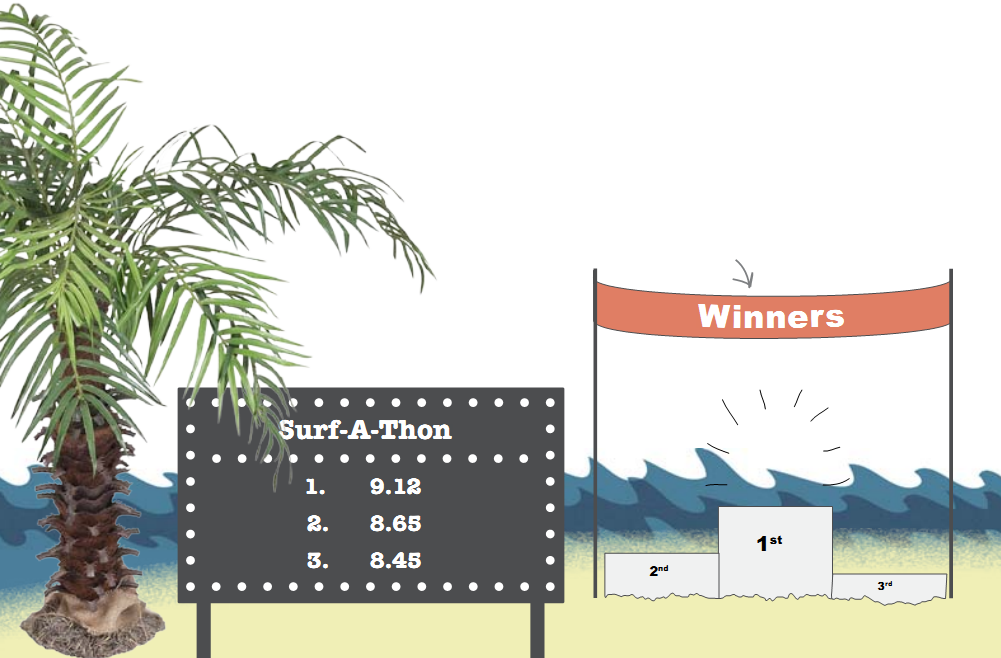 Surf-A-Thon
1. 9.12
2. 8.65
3. 8.45
Winners
1st
2nd
3rd